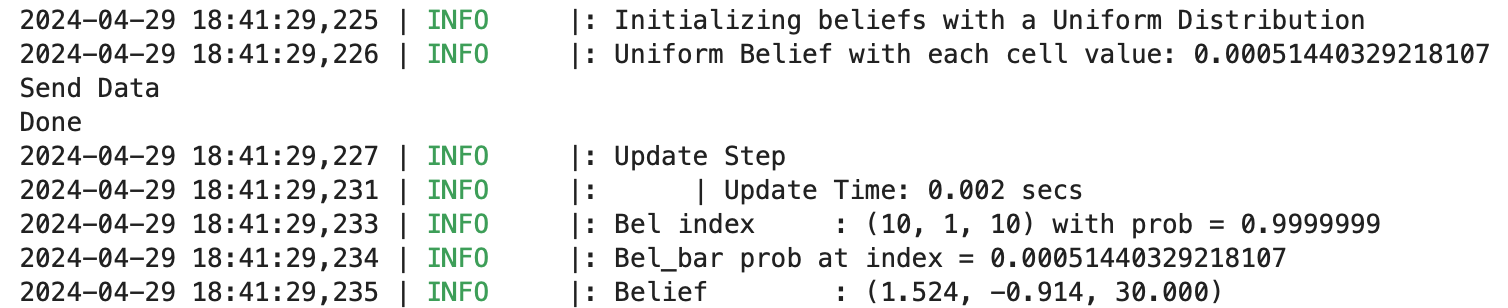 2024-04-29 18:41:29,225 | INFO     |: Initializing beliefs with a Uniform Distribution
2024-04-29 18:41:29,226 | INFO     |: Uniform Belief with each cell value: 0.00051440329218107
Send Data
Done
2024-04-29 18:41:29,227 | INFO     |: Update Step
2024-04-29 18:41:29,231 | INFO     |:      | Update Time: 0.002 secs
2024-04-29 18:41:29,233 | INFO     |: Bel index     : (10, 1, 10) with prob = 0.9999999
2024-04-29 18:41:29,234 | INFO     |: Bel_bar prob at index = 0.00051440329218107
2024-04-29 18:41:29,235 | INFO     |: Belief        : (1.524, -0.914, 30.000)